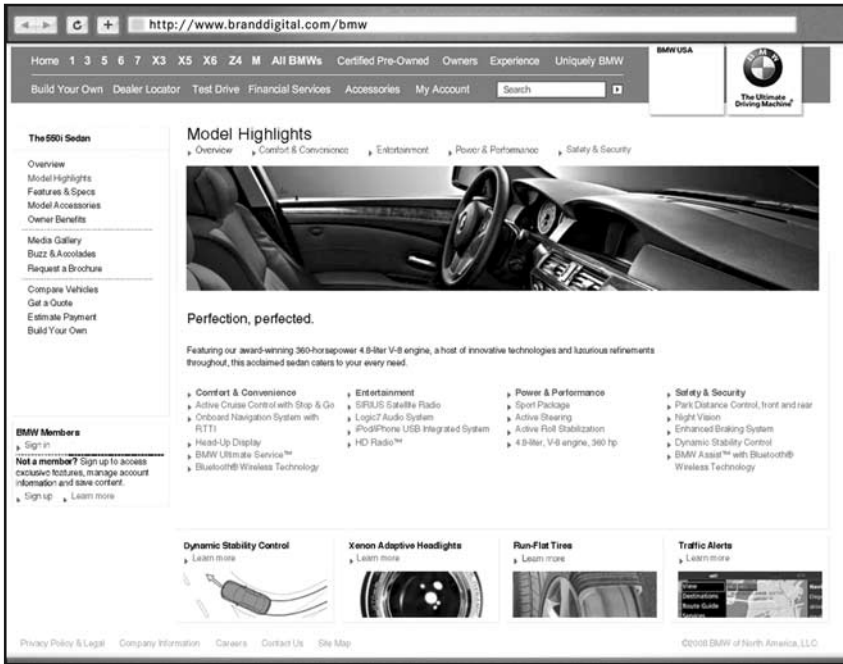 http://www.branddigital.com/bmw
Home 1 3 5 6 7 X3 X5 X6 Z4 M All BMWs Certified Pre-Owned Owners Experience Uniquely BMW
BMW USA
BMW
Build Your Own Dealer Locator Test Drive Financial Services Accessories My Account Search
The Ultimate
Driving Machine®
The 550i Sedan
Overview
Model Highlights
Features & Specs
Model Accessories
Owner Benefits
Media Gallery
Buzz & Accolades
Request a Brochure
Compare Vehicles
Get a Quote
Estimate Payment
Build Your Own
BMW Members
Sign in
Not a member? Sign up to access
exclusive features, manage account
information and save content.
Sign up Learn more
Model Highlights
Overview Comfort & Convenience Entertainment Power & Performance Safety & Security
Perfection, perfected.
Featuring our award-winning 360-horsepower 4.8-liter V-8 engine, a host of innovative technologies and luxurious refinements
throughout, this acclaimed sedan caters to your every need.
Comfort & Convenience
Active Cruise Control with Stop & Go
Onboard Navigation System with
RTTI
Head-Up Display
BMW Ultimate Service™
Bluetooth® Wireless Technology
Entertainment
SIRIUS Satellite Radio
Logic7 Audio System
iPod/iPhone USB Integrated System
HD Radio™
Power & Performance
Sport Package
Active Steering
Active Roll Stabilization
4.8-liter, V-8 engine, 360 hp
Safety & Security
Park Distance Control, front and rear
Night Vision
Enhanced Braking System
Dynamic Stability Control
BMW Assist™ with Bluetooth®
Wireless Technology
Dynamic Stability Control
Learn more
Xenon Adaptive Headlights
Learn more
Run-Flat Tires
Learn more
Traffic Alerts
Learn more
View
Destinations
Route Guide
Services
Privacy Policy & Legal Company Information Careers Contact Us Site Map ©2008 BMW of North America, LLC.